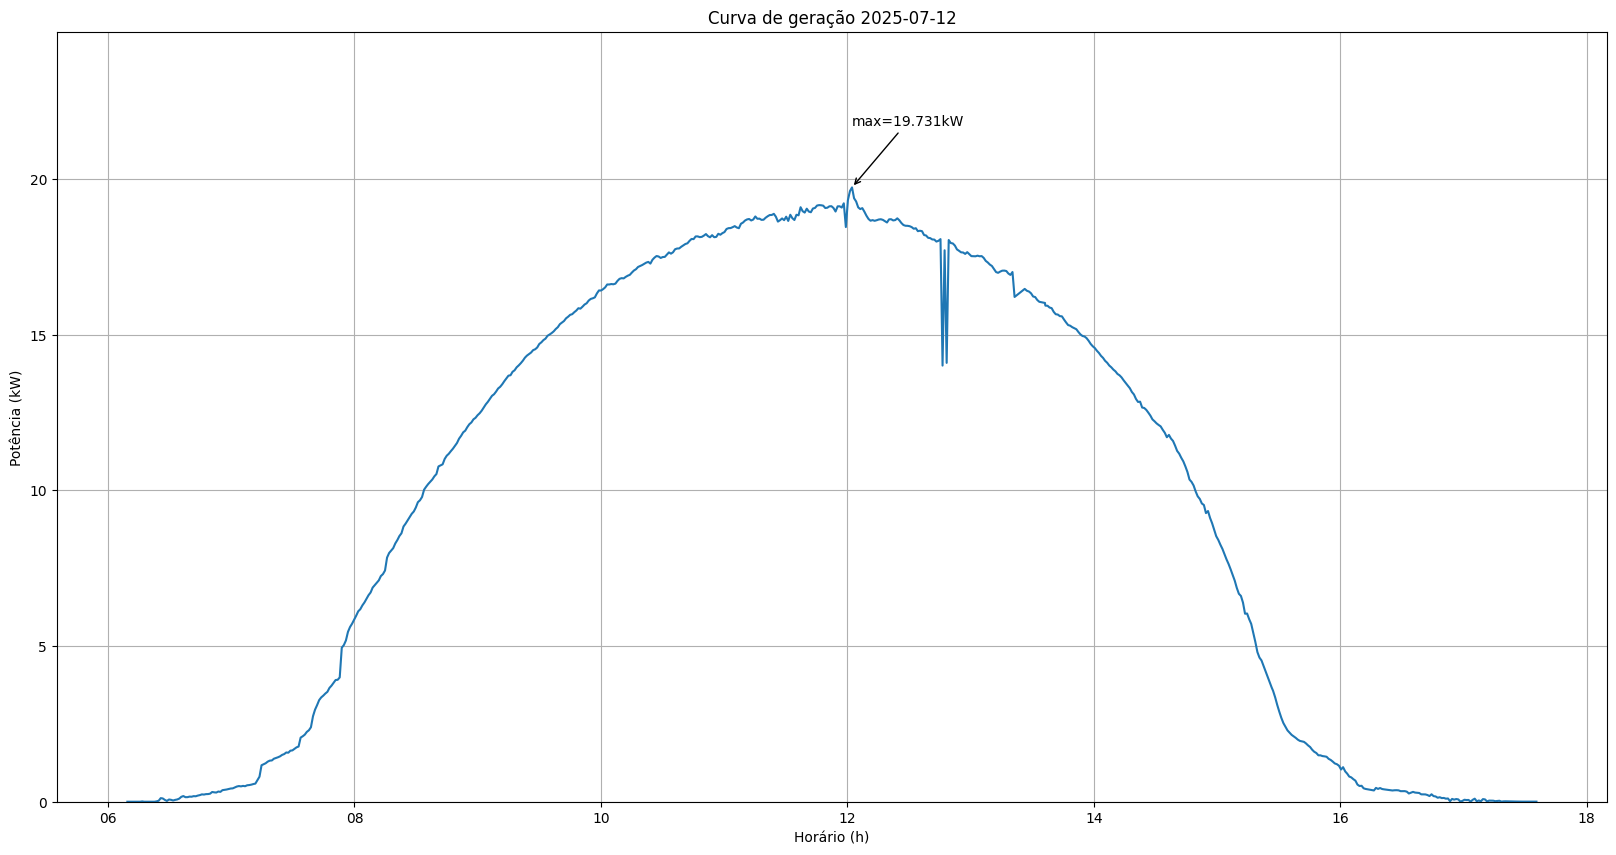 Curva de geração 2025-07-12
max=19.731kW
20
15
10
5
0
Potência (kW)
06 08 10 12 14 16 18
Horário (h)